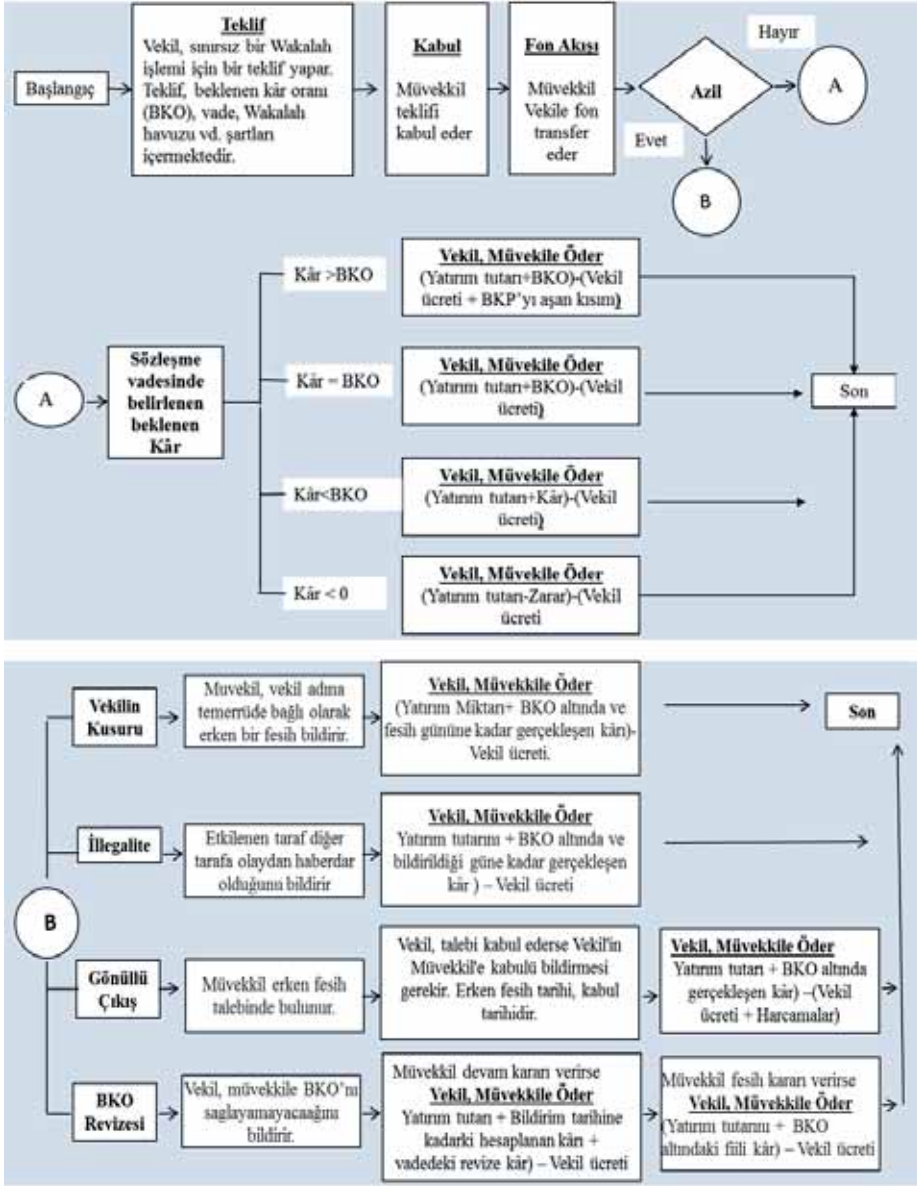 Teklif
Vekil, sınırsız bir Wakalah
işlemi için bir teklif yapar.
Teklif, beklenen kâr oranı
(BKO), vade, Wakalah
havuzu vd. şartları
içermektedir.
Başlangıç
Kabul
Müvekkil
teklifi
kabul eder
Fon Akışı
Müvekkil
Vekile fon
transfer
eder
Azil
Hayır
A
Evet
B
A
Sözleşme
vadesinde
belirlenen
beklenen
Kâr
Kâr >BKO
Vekil, Müvekile Öder
(Yatırım tutarı+BKO)-(Vekil
ücreti + BKP'yı aşan kısım)
Kâr = BKO
Vekil, Müvekile Öder
(Yatırım tutarı+BKO)-(Vekil
ücreti)
Son
Kâr<BKO
Vekil, Müvekile Öder
(Yatırım tutarı+Kâr)-(Vekil
ücreti)
Kâr < 0
Vekil, Müvekile Öder
(Yatırım tutarı-Zarar)-(Vekil
ücreti
Vekilin
Kusuru
Muvekil, vekil adına
temerrüde bağlı olarak
erken bir fesih bildirir.
Vekil, Müvekkile Öder
(Yatırım Miktarı+ BKO altında ve
fesih gününe kadar gerçekleşen kârı)-
Vekil ücreti.
Son
İllegalite
Etkilenen taraf diğer
tarafa olaydan haberdar
olduğunu bildirir
Vekil, Müvekkile Öder
Yatırım tutarını + BKO altında ve
bildirildiği güne kadar gerçekleşen
kâr ) – Vekil ücreti
B
Gönüllü
Çıkış
Müvekkil erken fesih
talebinde bulunur.
Vekil, talebi kabul ederse Vekil'in
Müvekkil'e kabulü bildirmesi
gerekir. Erken fesih tarihi, kabul
tarihidir.
Vekil, Müvekkile Öder
Yatırım tutarı + BKO altında
gerçekleşen kâr) –(Vekil
ücreti + Harcamalar)
BKO
Revizesi
Vekil, müvekkile BKO'nı
saglayamayacaağını
bildirir.
Müvekkil devam kararı verirse
Vekil, Müvekkile Öder
Yatırım tutarı + Bildirim tarihine
kadarki hesaplanan kârı +
vadedeki revize kâr) – Vekil ücreti
Müvekkil fesih kararı verirse
Vekil, Müvekkile Öder
(Yatırım tutarını + BKO
altındaki fiili kâr) – Vekil ücreti